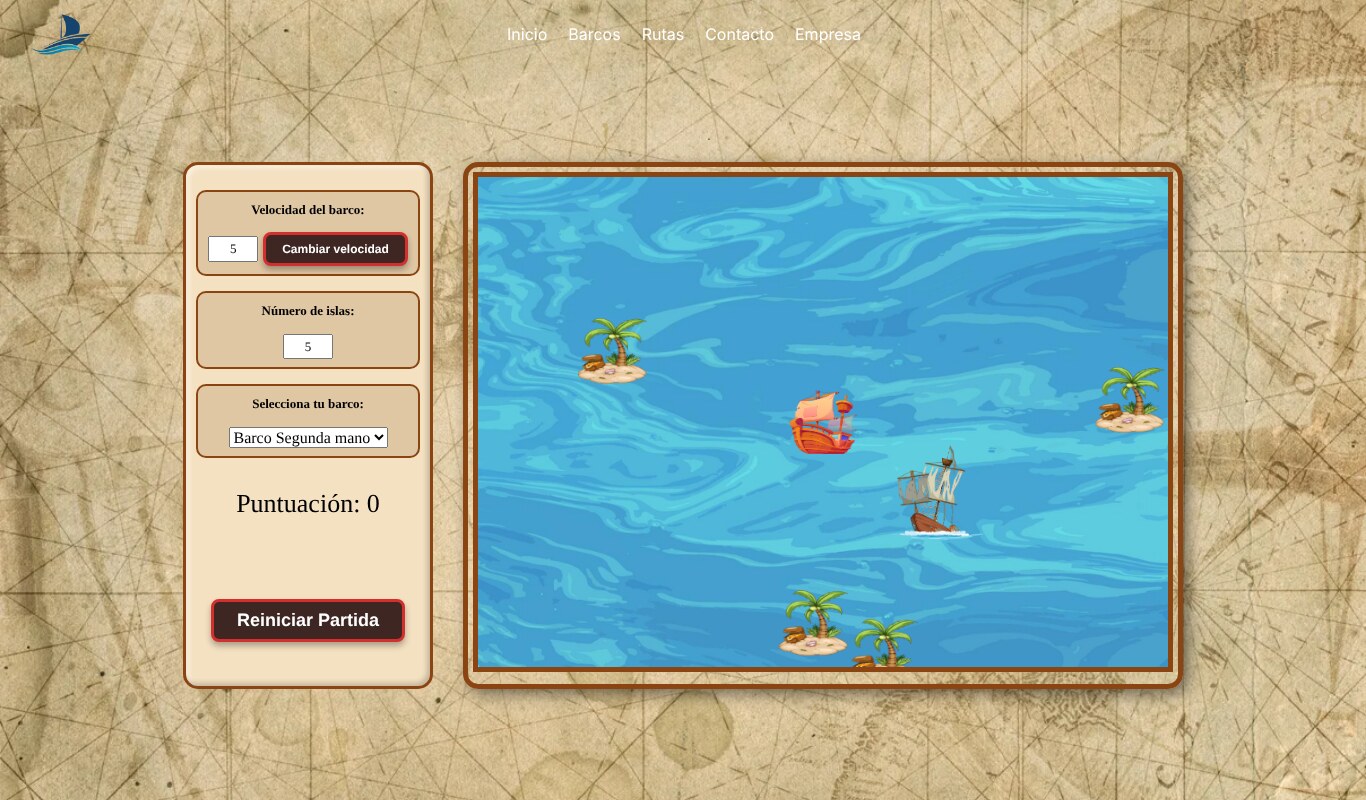 Inicio Barcos Rutas Contacto Empresa
Velocidad del barco:
5 Cambiar velocidad
Número de islas:
5
Selecciona tu barco:
Barco Segunda mano
Puntuación: 0
Reiniciar Partida